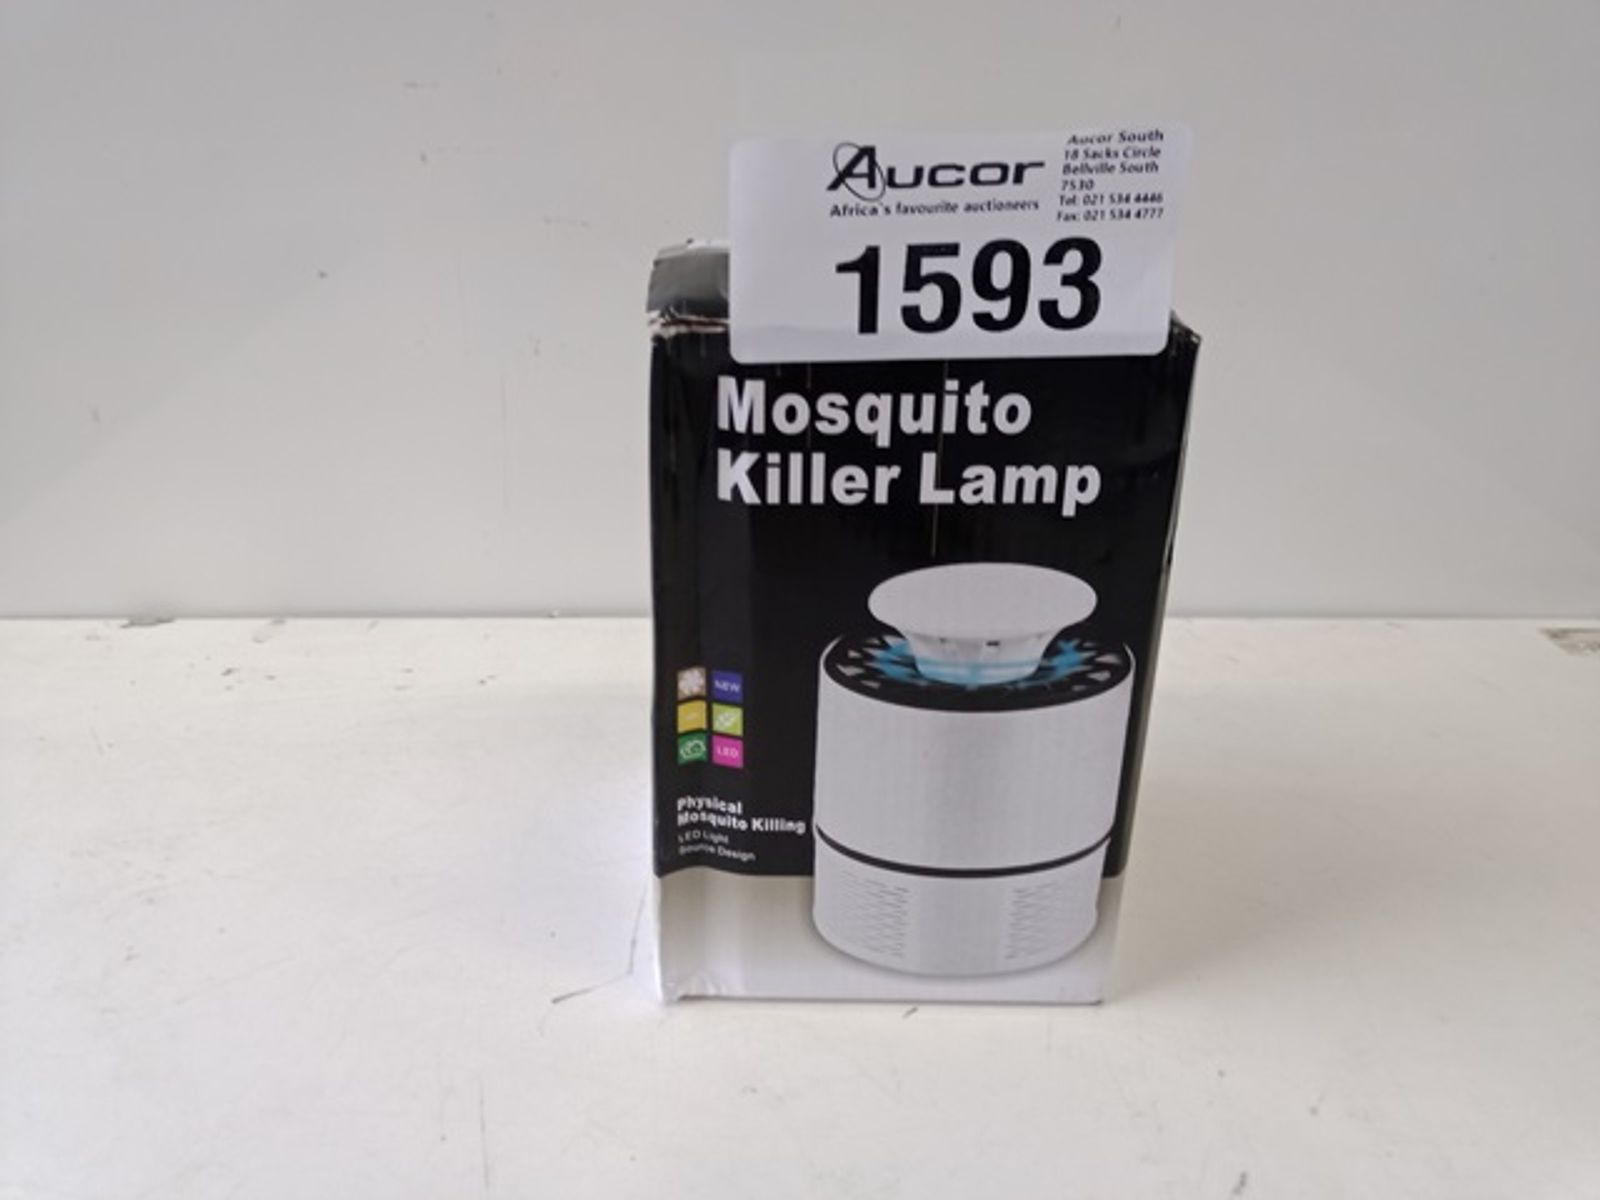 Aucor
Africa's favourite auctioneers
Aucor South
18 Sacks Circle
Bellville South
7530
Tel: 021 534 4446
Fax: 021 534 4777
1593
Mosquito
Killer Lamp
NEW
LED
Physical
Mosquito Killing
LED Light
Source Design